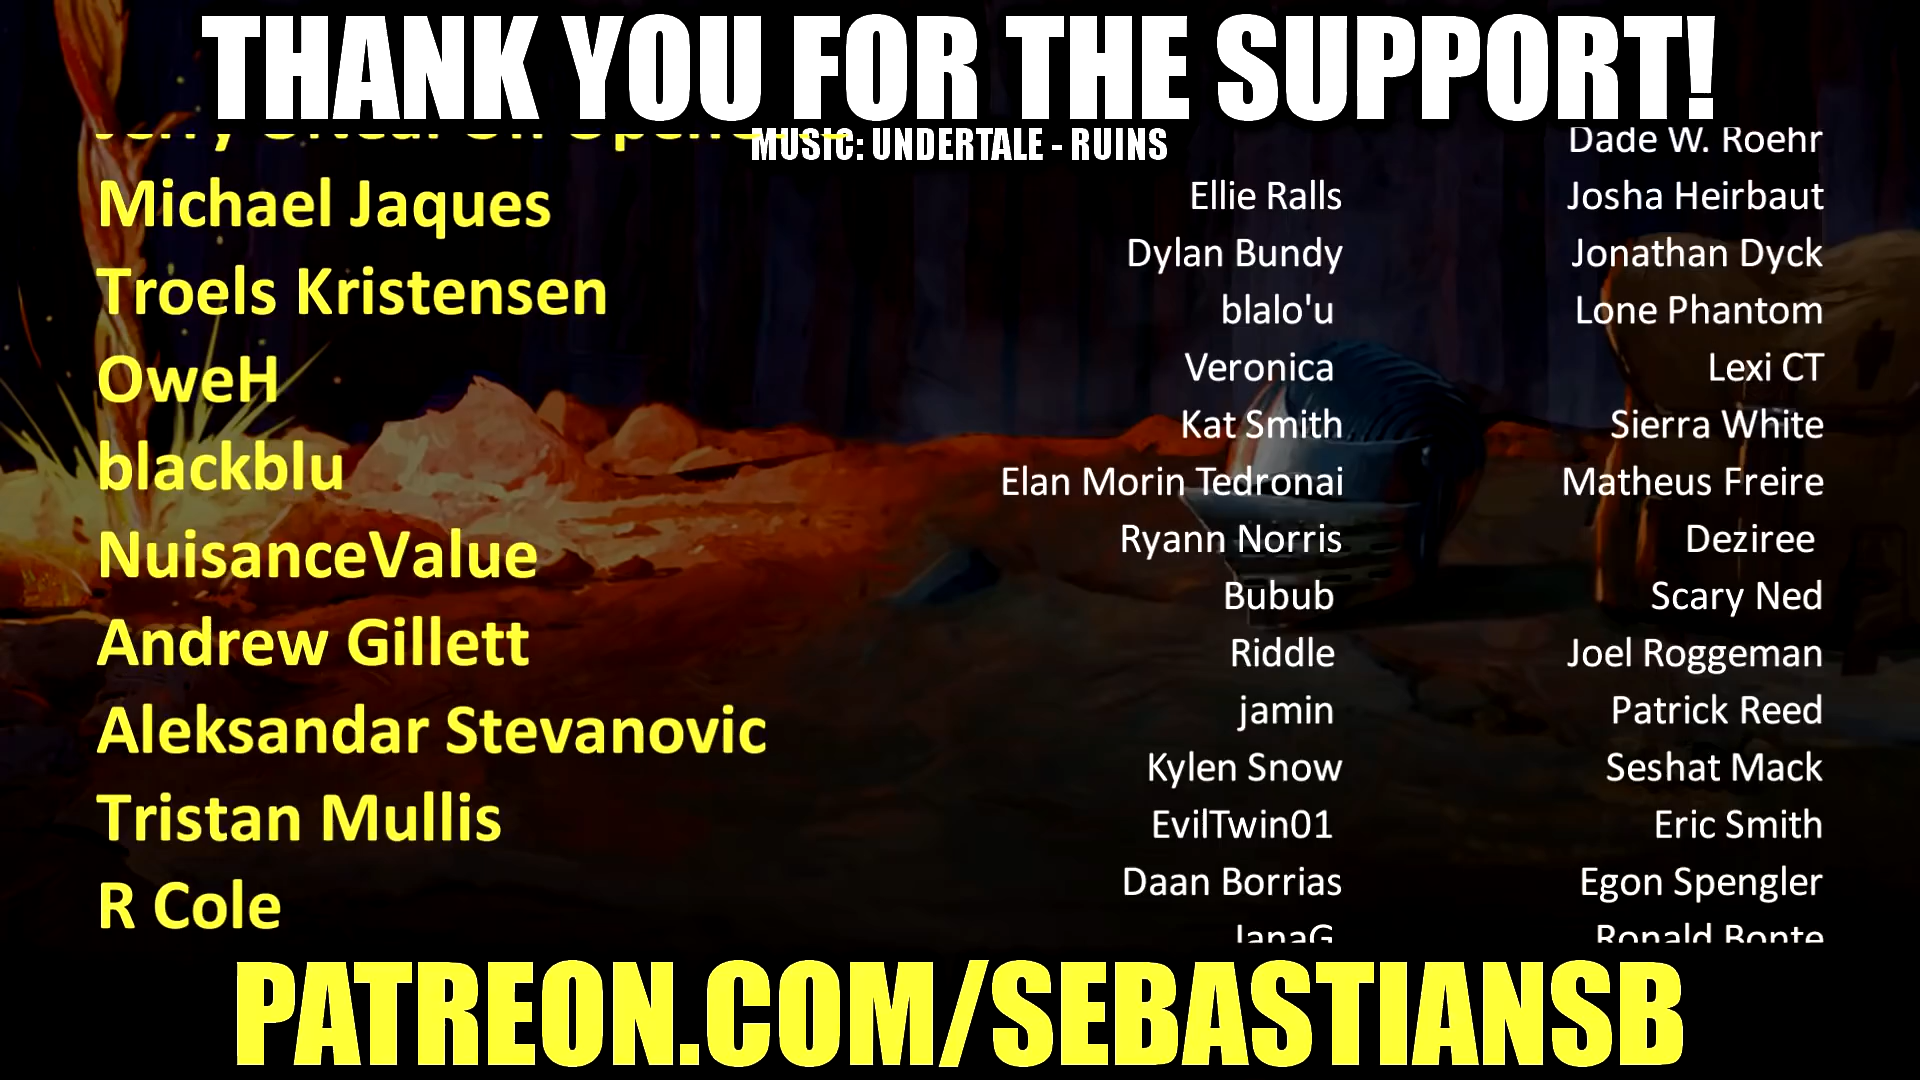 THANK YOU FOR THE SUPPORT!
MUSIC: UNDERTALE - RUINS
Michael Jaques
Troels Kristensen
OweH
blackblu
NuisanceValue
Andrew Gillett
Aleksandar Stevanovic
Tristan Mullis
R Cole
Ellie Ralls
Dylan Bundy
blalo'u
Veronica
Kat Smith
Elan Morin Tedronai
Ryann Norris
Bubub
Riddle
jamin
Kylen Snow
EvilTwin01
Daan Borrias
JanaG
Dade W. Roehr
Josha Heirbaut
Jonathan Dyck
Lone Phantom
Lexi CT
Sierra White
Matheus Freire
Deziree
Scary Ned
Joel Roggeman
Patrick Reed
Seshat Mack
Eric Smith
Egon Spengler
Ronald Bonte
PATREON.COM/SEBASTIANSB